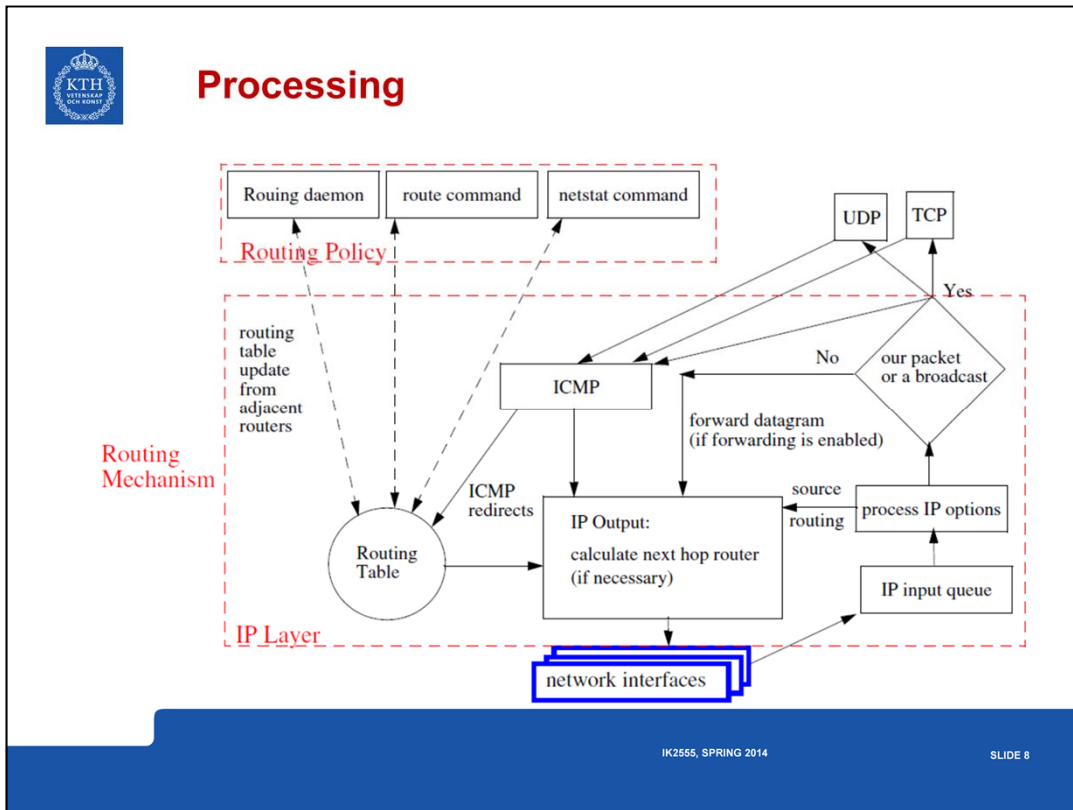 KTH
VETENSKAP
OCH KONST
Processing
Rouing daemon
route command
netstat command
Routing Policy
UDP
TCP
Yes
routing
table
update
from
adjacent
routers
No
our packet
or a broadcast
ICMP
forward datagram
(if forwarding is enabled)
Routing
Mechanism
ICMP
redirects
source
routing
process IP options
IP Output:
calculate next hop router
(if necessary)
Routing
Table
IP input queue
IP Layer
network interfaces
IK2555, SPRING 2014
SLIDE 8